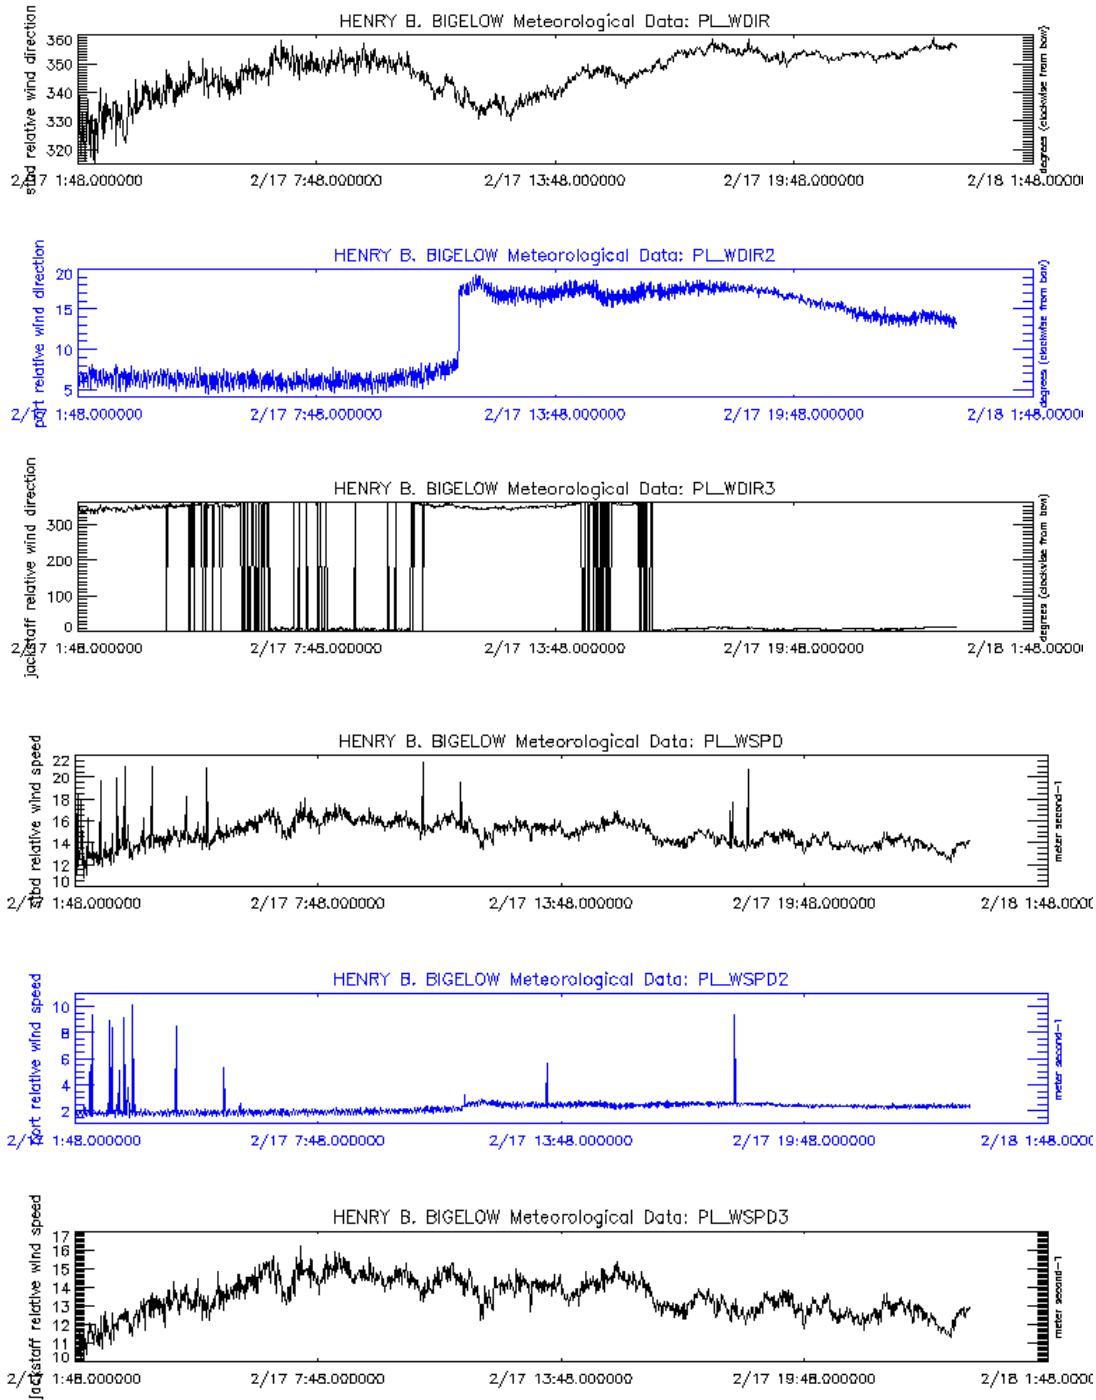 HENRY B. BIGELOW Meteorological Data: PL_WDIR
stbd relative wind direction
360
350
340
330
320
degrees (clockwise from bow)
2/17 1:48.000000 2/17 7:48.000000 2/17 13:48.000000 2/17 19:48.000000 2/18 1:48.0000
HENRY B. BIGELOW Meteorological Data: PL_WDIR2
port relative wind direction
20
15
10
5
degrees (clockwise from bow)
2/17 1:48.000000 2/17 7:48.000000 2/17 13:48.000000 2/17 19:48.000000 2/18 1:48.0000
HENRY B. BIGELOW Meteorological Data: PL_WDIR3
jackstaff relative wind direction
300
200
100
0
degrees (clockwise from bow)
2/17 1:48.000000 2/17 7:48.000000 2/17 13:48.000000 2/17 19:48.000000 2/18 1:48.0000
HENRY B. BIGELOW Meteorological Data: PL_WSPD
stbd relative wind speed
22
20
18
16
14
12
10
meter second-1
2/17 1:48.000000 2/17 7:48.000000 2/17 13:48.000000 2/17 19:48.000000 2/18 1:48.0000
HENRY B. BIGELOW Meteorological Data: PL_WSPD2
port relative wind speed
10
8
6
4
2
meter second-1
2/17 1:48.000000 2/17 7:48.000000 2/17 13:48.000000 2/17 19:48.000000 2/18 1:48.0000
HENRY B. BIGELOW Meteorological Data: PL_WSPD3
jackstaff relative wind speed
17
16
15
14
13
12
11
10
meter second-1
2/17 1:48.000000 2/17 7:48.000000 2/17 13:48.000000 2/17 19:48.000000 2/18 1:48.0000